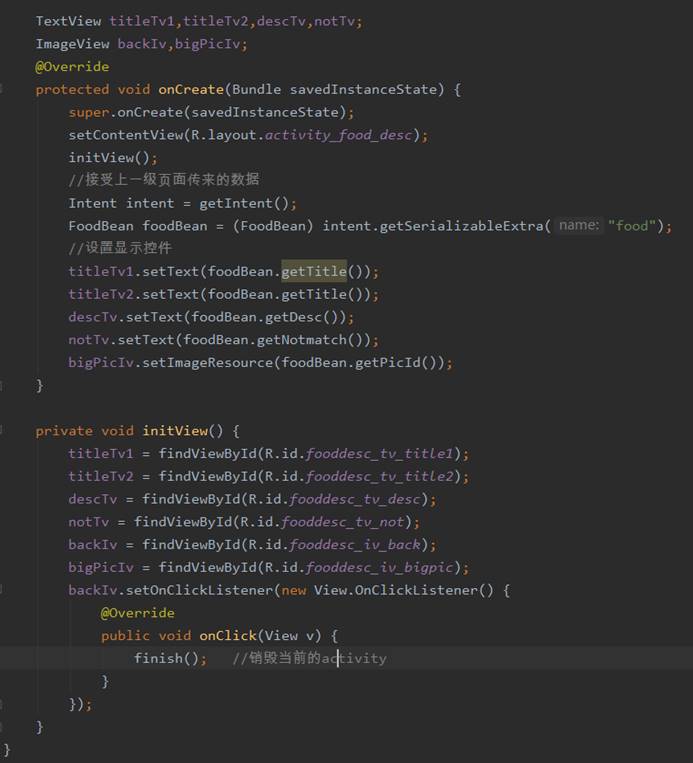 TextView titleTv1,titleTv2,descTv,notTv;
ImageView backIv,bigPicIv;
@Override
protected void onCreate(Bundle savedInstanceState) {
super.onCreate(savedInstanceState);
setContentView(R.layout.activity_food_desc);
initView();
//接受上一级页面传来的数据
Intent intent = getIntent();
FoodBean foodBean = (FoodBean) intent.getSerializableExtra( name: "food");
//设置显示控件
titleTv1.setText(foodBean.getTitle());
titleTv2.setText(foodBean.getTitle());
descTv.setText(foodBean.getDesc());
notTv.setText(foodBean.getNotmatch());
bigPicIv.setImageResource(foodBean.getPicId());
}
private void initView() {
titleTv1 = findViewById(R.id.fooddesc_tv_title1);
titleTv2 = findViewById(R.id.fooddesc_tv_title2);
descTv = findViewById(R.id.fooddesc_tv_desc);
notTv = findViewById(R.id.fooddesc_tv_not);
backIv = findViewById(R.id.fooddesc_iv_back);
bigPicIv = findViewById(R.id.fooddesc_iv_bigpic);
backIv.setOnClickListener(new View.OnClickListener() {
@Override
public void onClick(View v) {
finish();   //销毁当前的activity
}
});
}
}